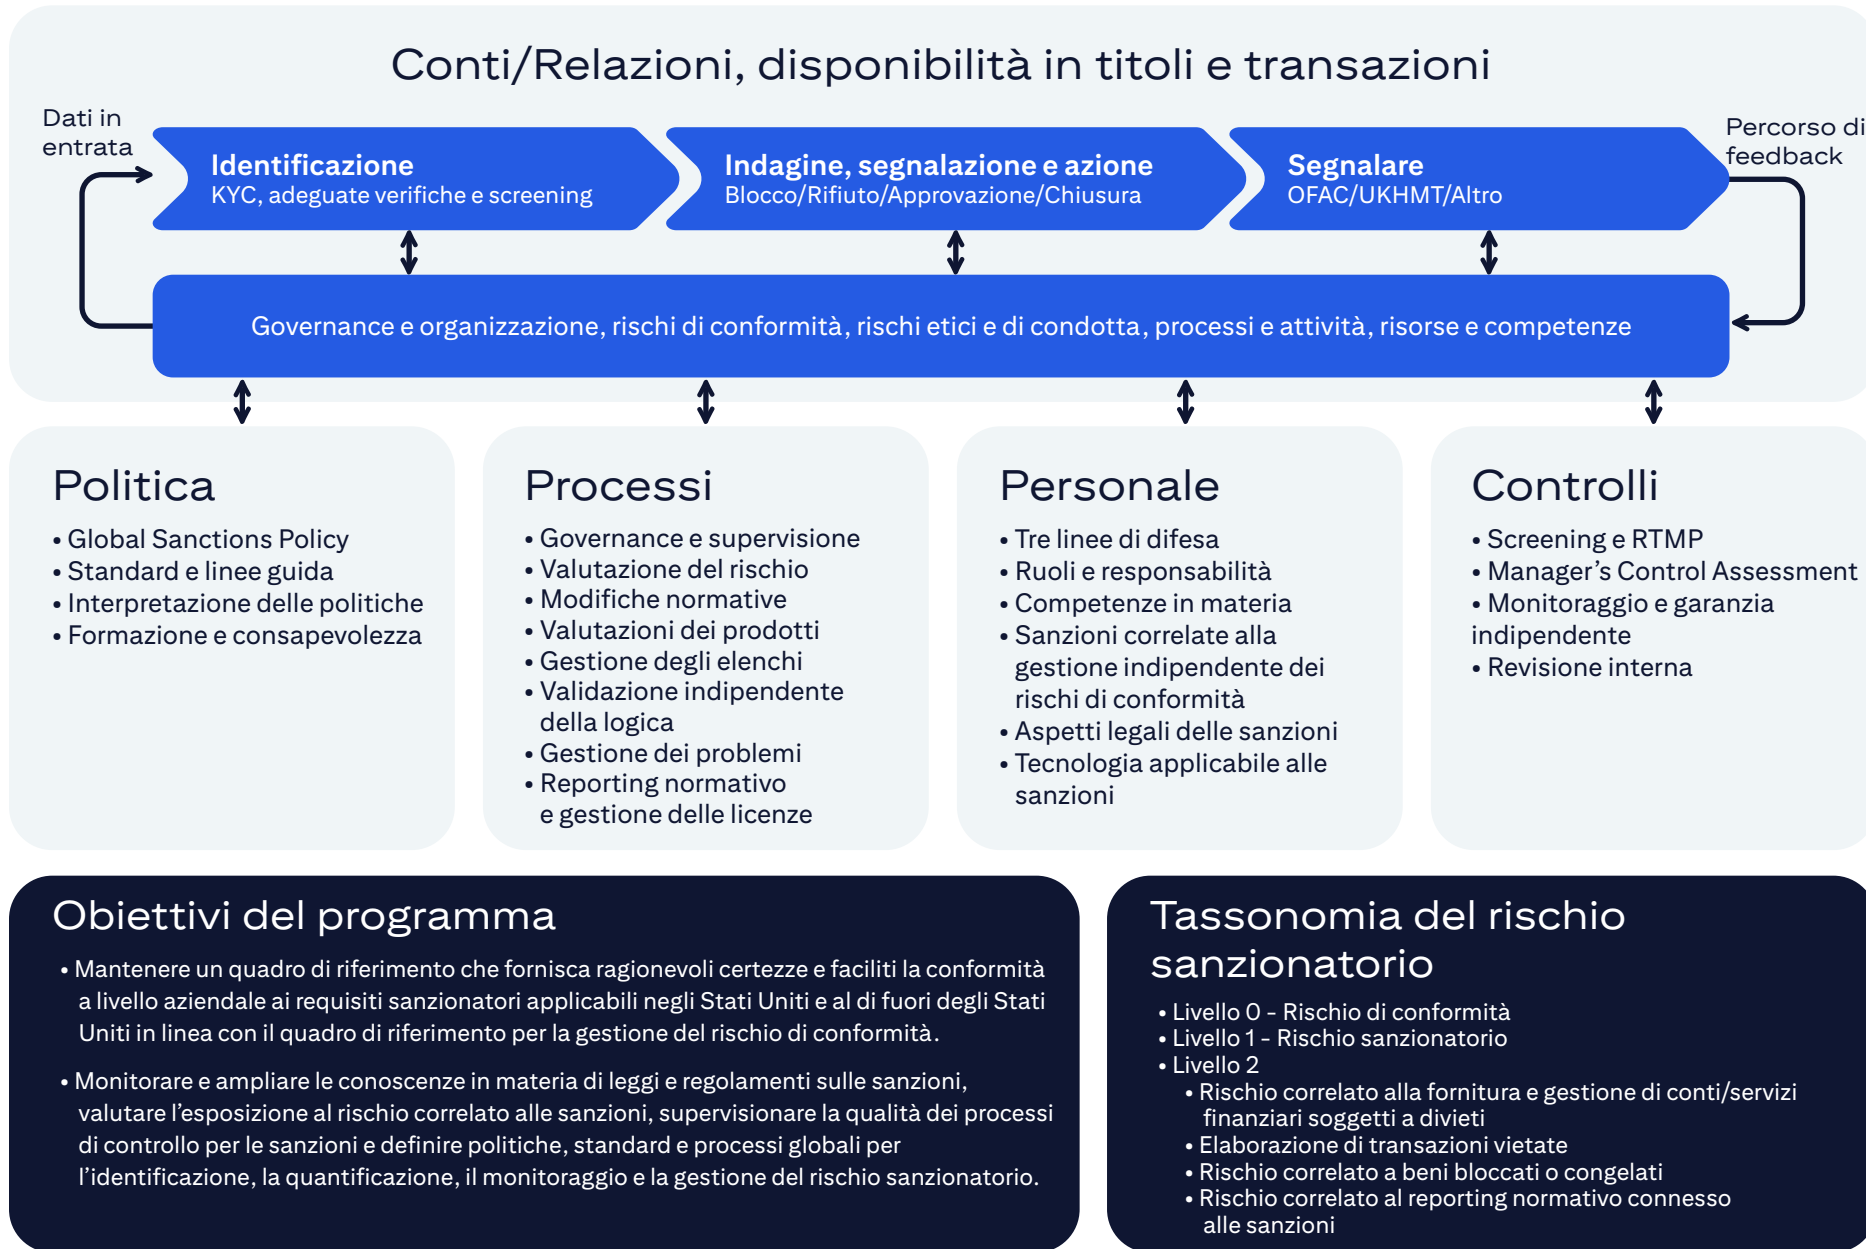 Conti/Relazioni, disponibilità in titoli e transazioni
Dati in
entrata
Identificazione
KYC, adeguate verifiche e screening
Indagine, segnalazione e azione
Blocco/Rifiuto/Approvazione/Chiusura
Segnalare
OFAC/UKHMT/Altro
Percorso di
feedback
Governance e organizzazione, rischi di conformità, rischi etici e di condotta, processi e attività, risorse e competenze
Politica
• Global Sanctions Policy
• Standard e linee guida
• Interpretazione delle politiche
• Formazione e consapevolezza
Processi
• Governance e supervisione
• Valutazione del rischio
• Modifiche normative
• Valutazioni dei prodotti
• Gestione degli elenchi
• Validazione indipendente
della logica
• Gestione dei problemi
• Reporting normativo
e gestione delle licenze
Personale
• Tre linee di difesa
• Ruoli e responsabilità
• Competenze in materia
• Sanzioni correlate alla
gestione indipendente dei
rischi di conformità
• Aspetti legali delle sanzioni
• Tecnologia applicabile alle
sanzioni
Controlli
• Screening e RTMP
• Manager’s Control Assessment
• Monitoraggio e garanzia
indipendente
• Revisione interna
Obiettivi del programma
• Mantenere un quadro di riferimento che fornisca ragionevoli certezze e faciliti la conformità
a livello aziendale ai requisiti sanzionatori applicabili negli Stati Uniti e al di fuori degli Stati
Uniti in linea con il quadro di riferimento per la gestione del rischio di conformità.
• Monitorare e ampliare le conoscenze in materia di leggi e regolamenti sulle sanzioni,
valutare l’esposizione al rischio correlato alle sanzioni, supervisionare la qualità dei processi
di controllo per le sanzioni e definire politiche, standard e processi globali per
l’identificazione, la quantificazione, il monitoraggio e la gestione del rischio sanzionatorio.
Tassonomia del rischio
sanzionatorio
• Livello 0 - Rischio di conformità
• Livello 1 - Rischio sanzionatorio
• Livello 2
• Rischio correlato alla fornitura e gestione di conti/servizi
finanziari soggetti a divieti
• Elaborazione di transazioni vietate
• Rischio correlato a beni bloccati o congelati
• Rischio correlato al reporting normativo connesso
alle sanzioni